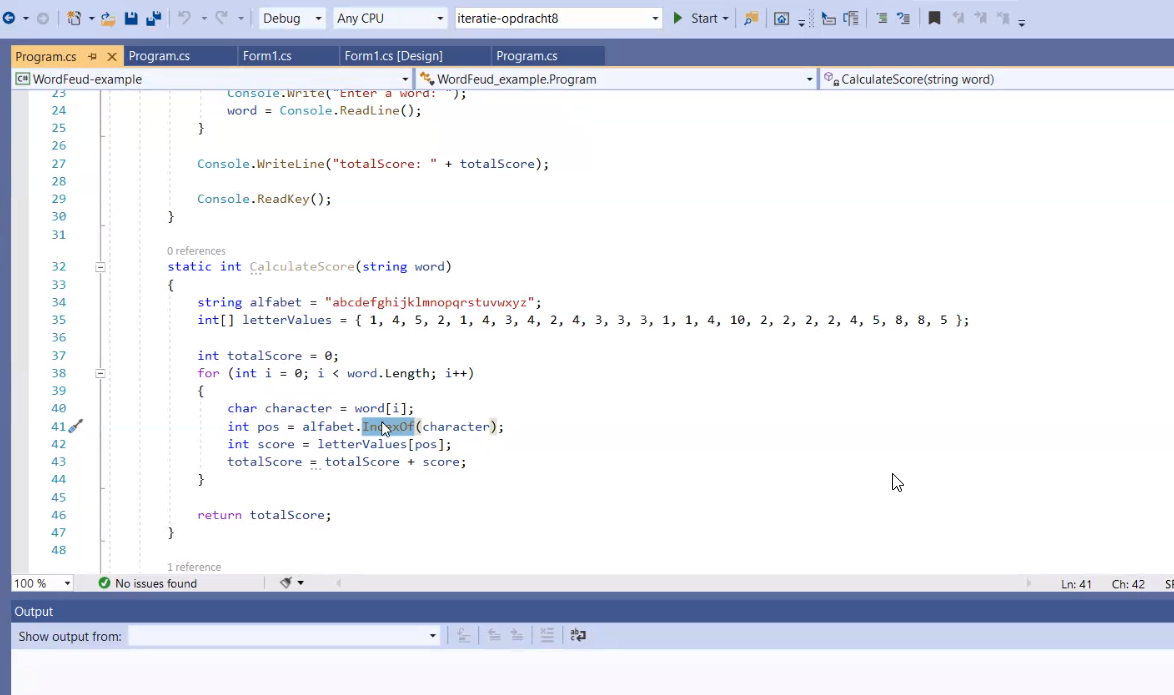 Debug Any CPU iteratie-opdracht8 Start
Program.cs Program.cs Form1.cs Form1.cs [Design] Program.cs
C# WordFeud-example WordFeud_example.Program CalculateScore(string word)
23 Console.Write("Enter a word: ");
24 word = Console.ReadLine();
25 }
26
27 Console.WriteLine("totalScore: " + totalScore);
28
29 Console.ReadKey();
30 }
31
0 references
32 static int CalculateScore(string word)
33 {
34 string alfabet = "abcdefghijklmnopqrstuvwxyz";
35 int[] letterValues = { 1, 4, 5, 2, 1, 4, 3, 4, 2, 4, 3, 3, 3, 1, 1, 4, 10, 2, 2, 2, 2, 4, 5, 8, 8, 5 };
36
37 int totalScore = 0;
38 for (int i = 0; i < word.Length; i++)
39 {
40 char character = word[i];
41 int pos = alfabet.IndexOf(character);
42 int score = letterValues[pos];
43 totalScore = totalScore + score;
44 }
45
46 return totalScore;
47 }
48
1 reference
100 % No issues found Ln: 41 Ch: 42
Output
Show output from: